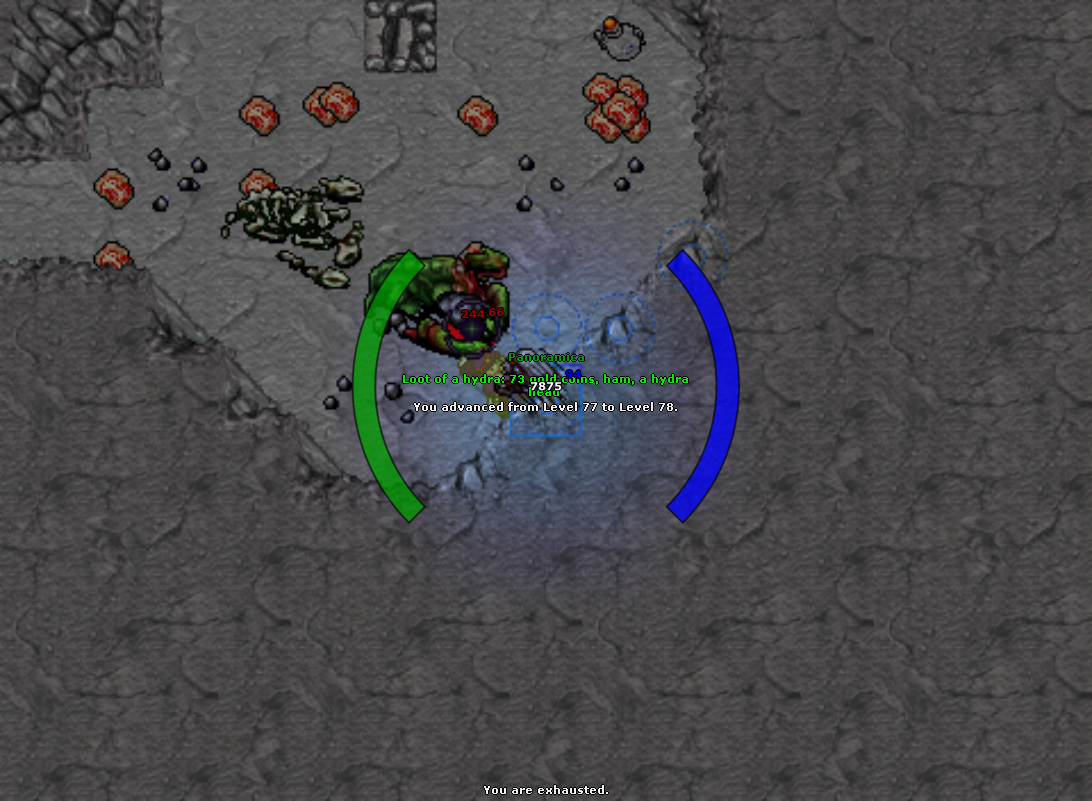 244 66
Panoramica
94
Loot of a hydra: 73 gold coins, ham, a hydra
head
7875
You advanced from Level 77 to Level 78.
You are exhausted.